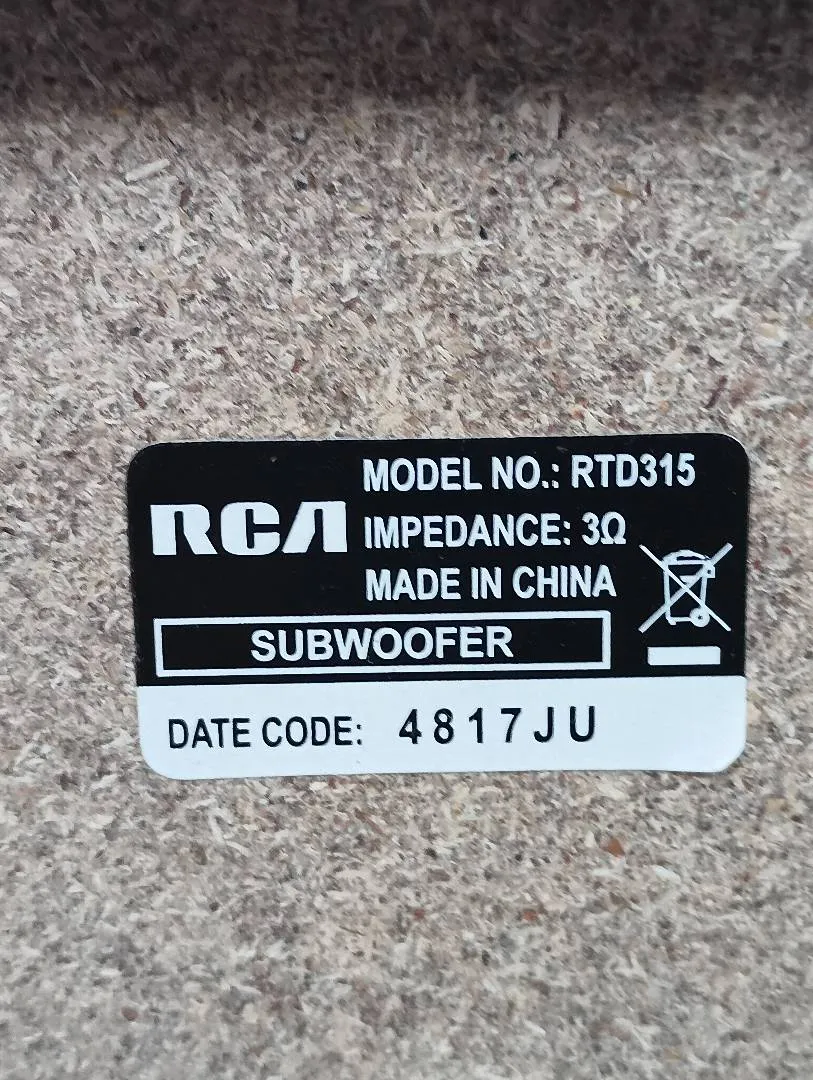 RCA
MODEL NO.: RTD315
IMPEDANCE: 3Ω
MADE IN CHINA
SUBWOOFER
DATE CODE: 4817JU